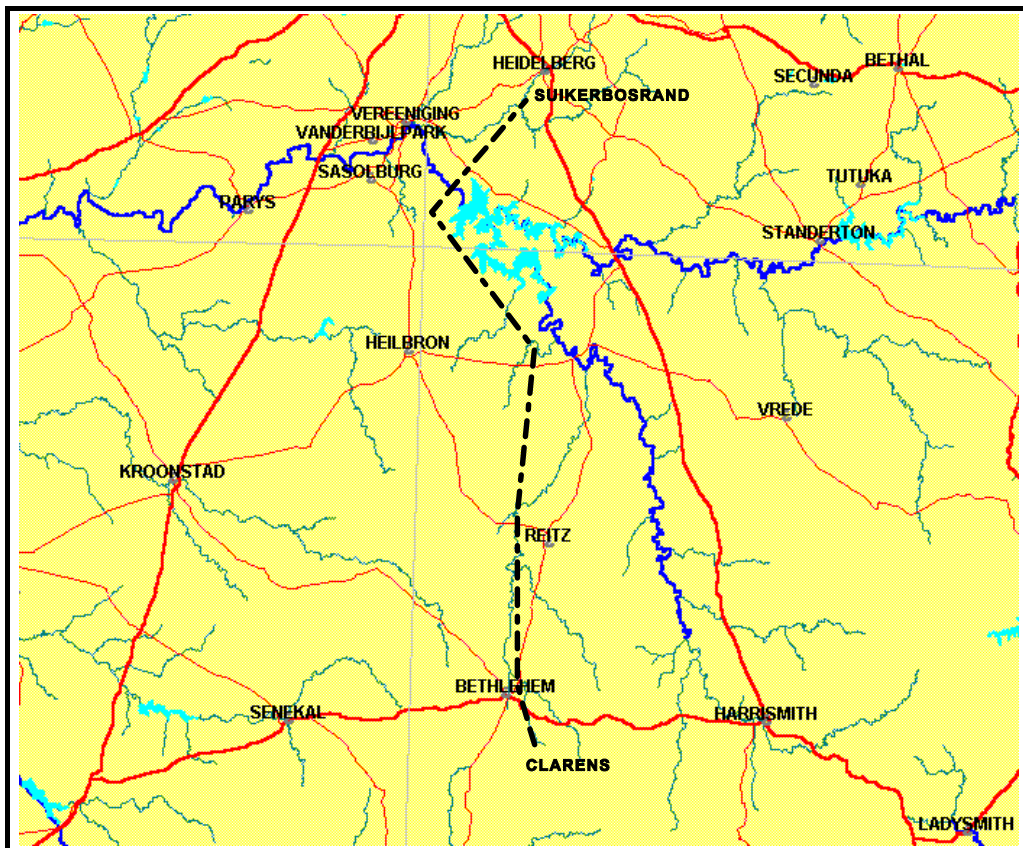 HEIDELBERG
BETHAL
SECUNDA
SUIKERBOSRAND
VEREENIGING
VANDERBIJLPARK
SASOLBURG
TUTUKA
PARYS
STANDERTON
HEILBRON
VREDE
KROONSTAD
REITZ
BETHLEHEM
SENEKAL
HARRISMITH
CLARENS
LADYSMITH